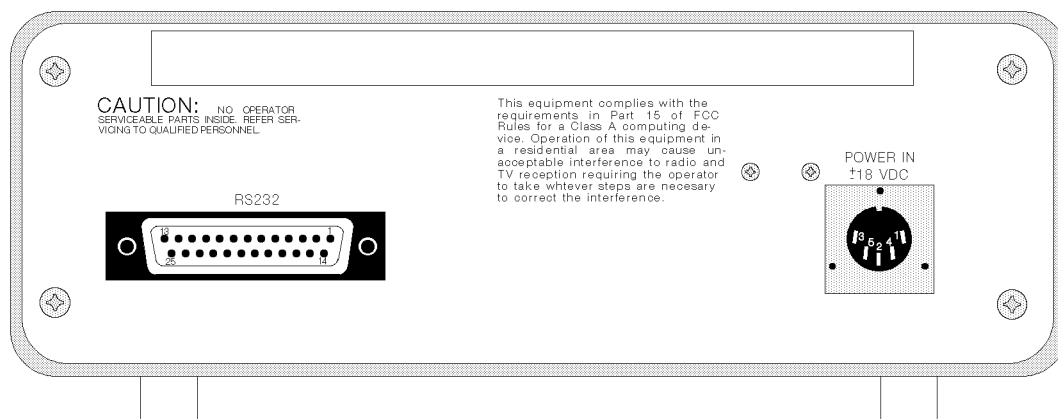 CAUTION: NO OPERATOR
SERVICEABLE PARTS INSIDE. REFER SER-
VICING TO QUALIFIED PERSONNEL.
This equipment complies with the
requirements in Part 15 of FCC
Rules for a Class A computing de-
vice. Operation of this equipment in
a residential area may cause un-
acceptable interference to radio and
TV reception requiring the operator
to take whtever steps are necesary
to correct the interference.
POWER IN
±18 VDC
RS232
13 1
25 14
3 5 2 4 1